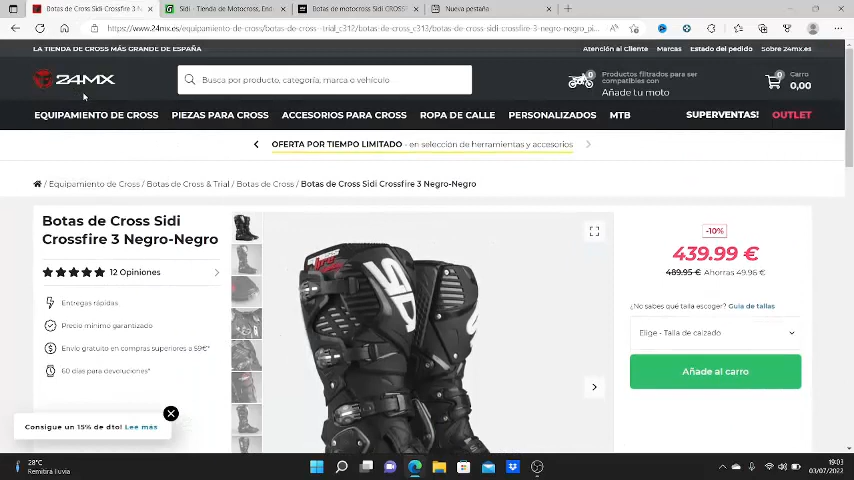 Botas de Cross Sidi Crossfire 3 N
Sidi - Tienda de Motocross, End
Botas de motocross Sidi CROSSF
Nueva pestaña
https://www.24mx.es/equipamiento-de-cross/botas-de-cross--trial_c312/botas-de-cross_c313/botas-de-cross-sidi-crossfire-3-negro-negro_pi...
LA TIENDA DE CROSS MÁS GRANDE DE ESPAÑA
Atención al Cliente Marcas Estado del pedido Sobre 24mx.es
24MX
Busca por producto, categoría, marca o vehículo
0
Productos filtrados para ser compatibles con
Añade tu moto
0
Carro
0,00
EQUIPAMIENTO DE CROSS PIEZAS PARA CROSS ACCESORIOS PARA CROSS ROPA DE CALLE PERSONALIZADOS MTB SUPERVENTAS! OUTLET
OFERTA POR TIEMPO LIMITADO - en selección de herramientas y accesorios
/ Equipamiento de Cross / Botas de Cross & Trial / Botas de Cross / Botas de Cross Sidi Crossfire 3 Negro-Negro
Botas de Cross Sidi
Crossfire 3 Negro-Negro
12 Opiniones
Entregas rápidas
Precio mínimo garantizado
Envío gratuito en compras superiores a 59€*
60 días para devoluciones*
SIDI
-10%
439.99 €
489.95 € Ahorras 49.96 €
¿No sabes qué talla escoger? Guía de tallas
Elige - Talla de calzado
Añade al carro
Consigue un 15% de dto! Lee más
28°C
Remitirá lluvia
19:03
03/07/2022